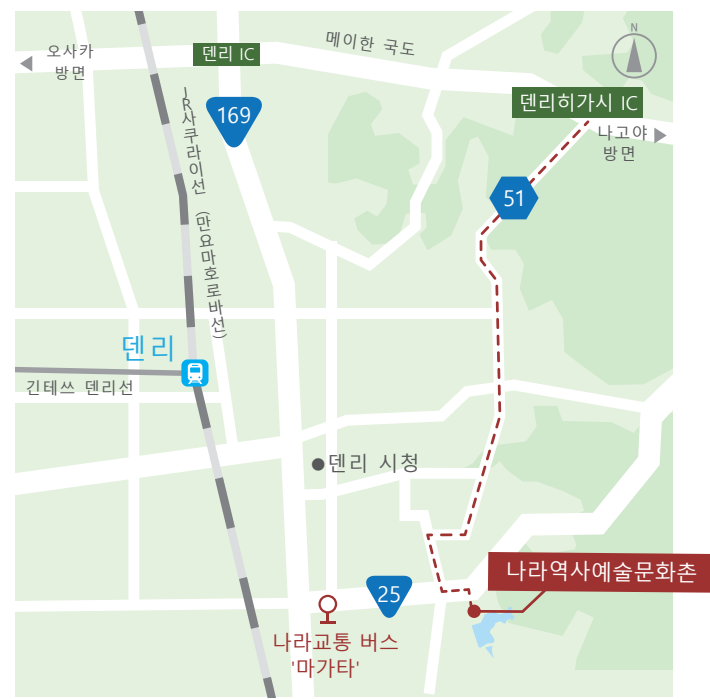 N
오사카
방면
덴리 IC
메이한 국도
169
덴리히가시 IC
나고야
방면
51
JR사쿠라이선 (만요마호로바선)
덴리
긴테쓰 덴리선
덴리 시청
25
나라역사예술문화촌
나라교통 버스
'마가타'